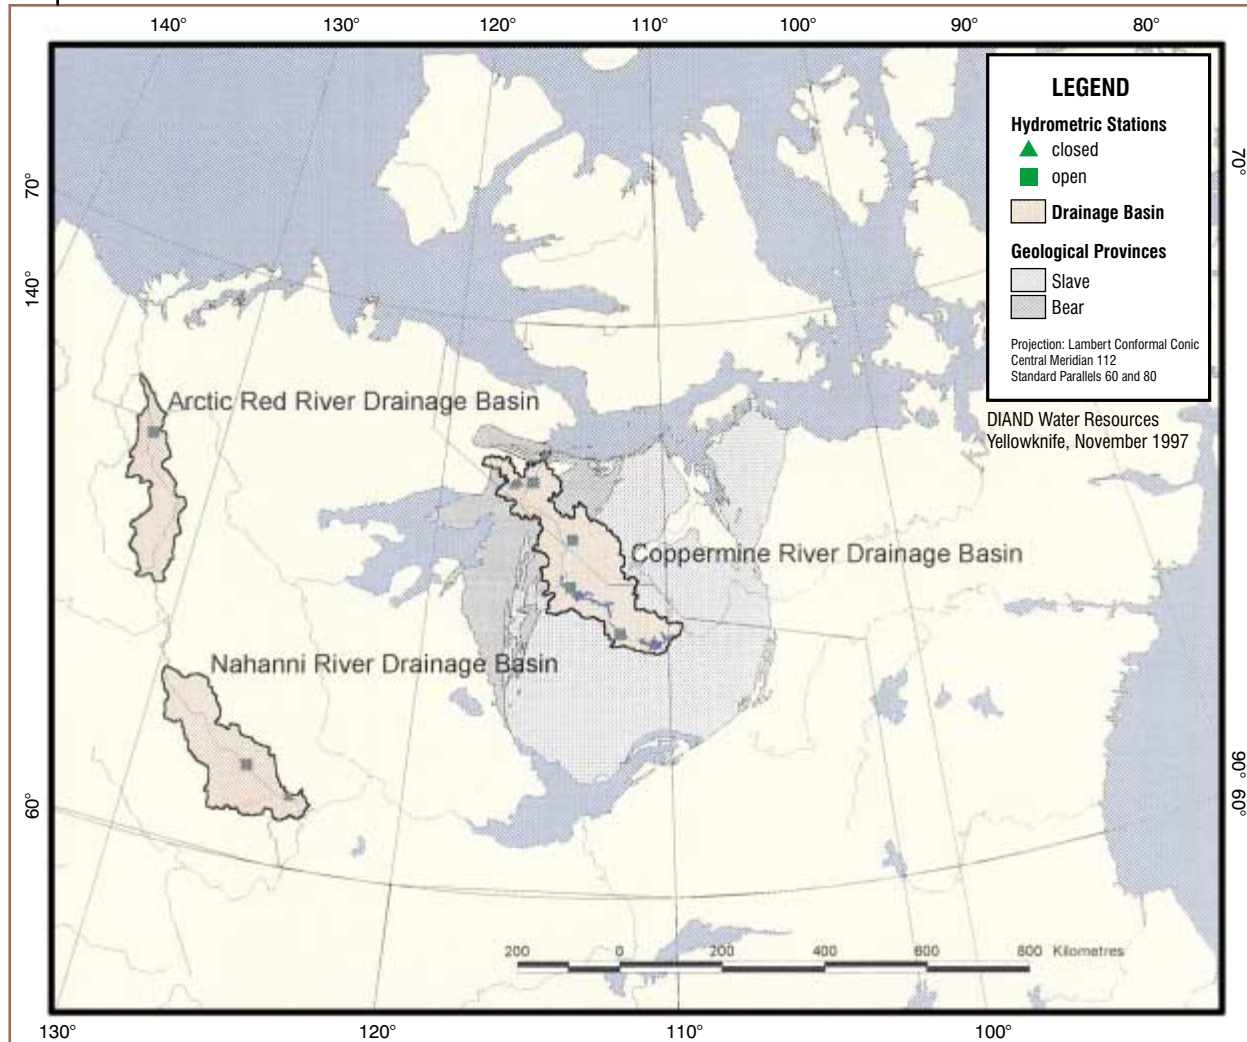 140° 130° 120° 110° 100° 90° 80°
LEGEND
Hydrometric Stations
closed
open
Drainage Basin
Geological Provinces
Slave
Bear
Projection: Lambert Conformal Conic
Central Meridian 112
Standard Parallels 60 and 80
DIAND Water Resources
Yellowknife, November 1997
70°
70°
140°
Arctic Red River Drainage Basin
Coppermine River Drainage Basin
Nahanni River Drainage Basin
60°
90°
60°
200 0 200 400 600 800 Kilometres
130° 120° 110° 100°